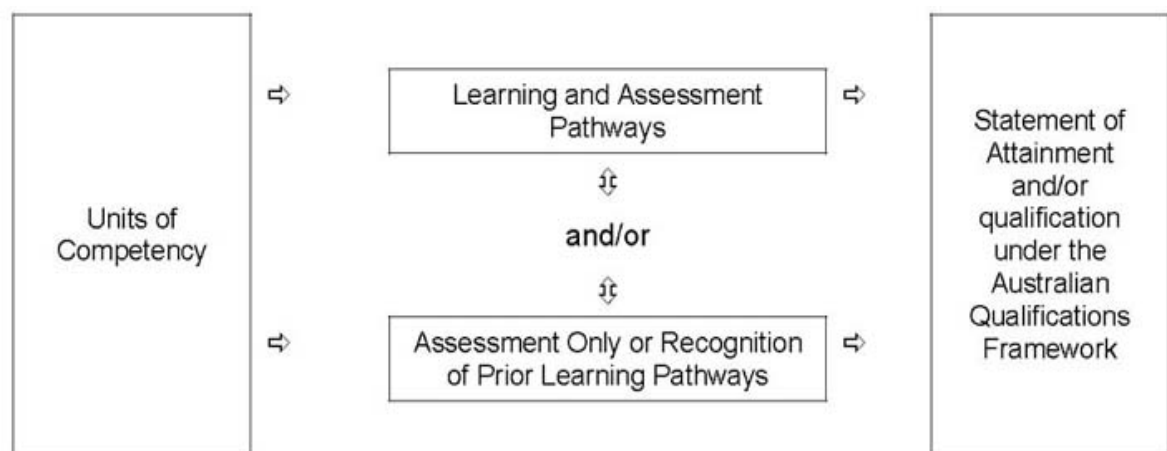 Units of
Competency
Learning and Assessment
Pathways
and/or
Assessment Only or Recognition
of Prior Learning Pathways
Statement of
Attainment
and/or
qualification
under the
Australian
Qualifications
Framework